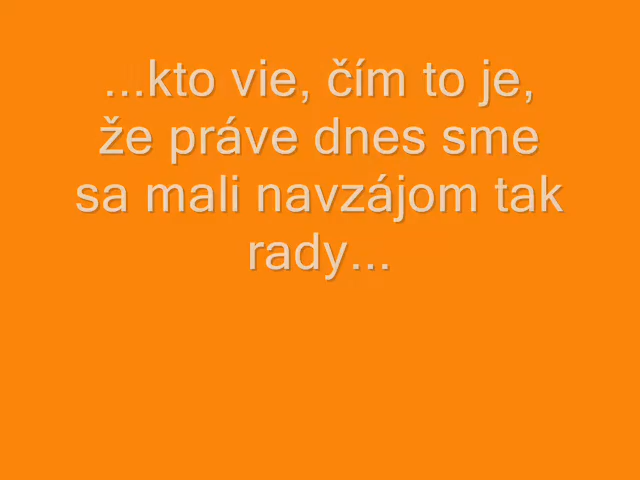 ...kto vie, čím to je,
že práve dnes sme
sa mali navzájom tak
rady...